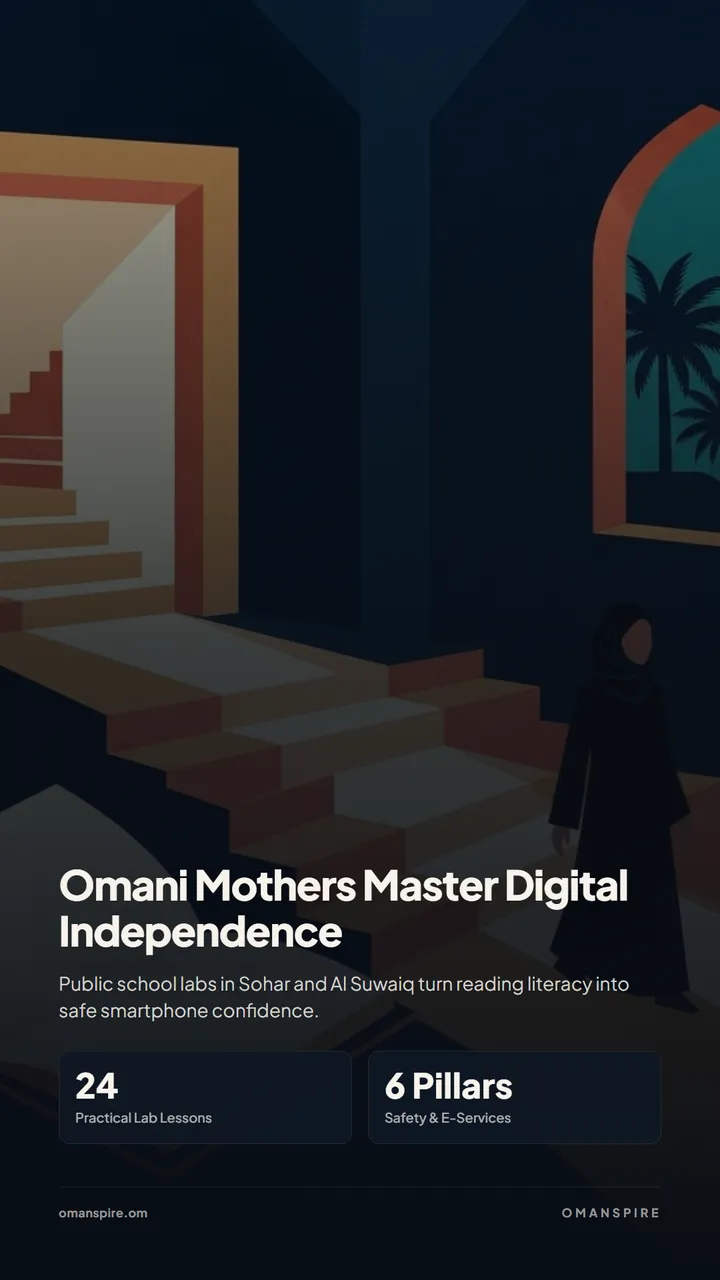 Omani Mothers Master Digital
Independence
Public school labs in Sohar and Al Suwaiq turn reading literacy into
safe smartphone confidence.
24
Practical Lab Lessons
6 Pillars
Safety & E-Services
omanspire.om
OMANSPIRE